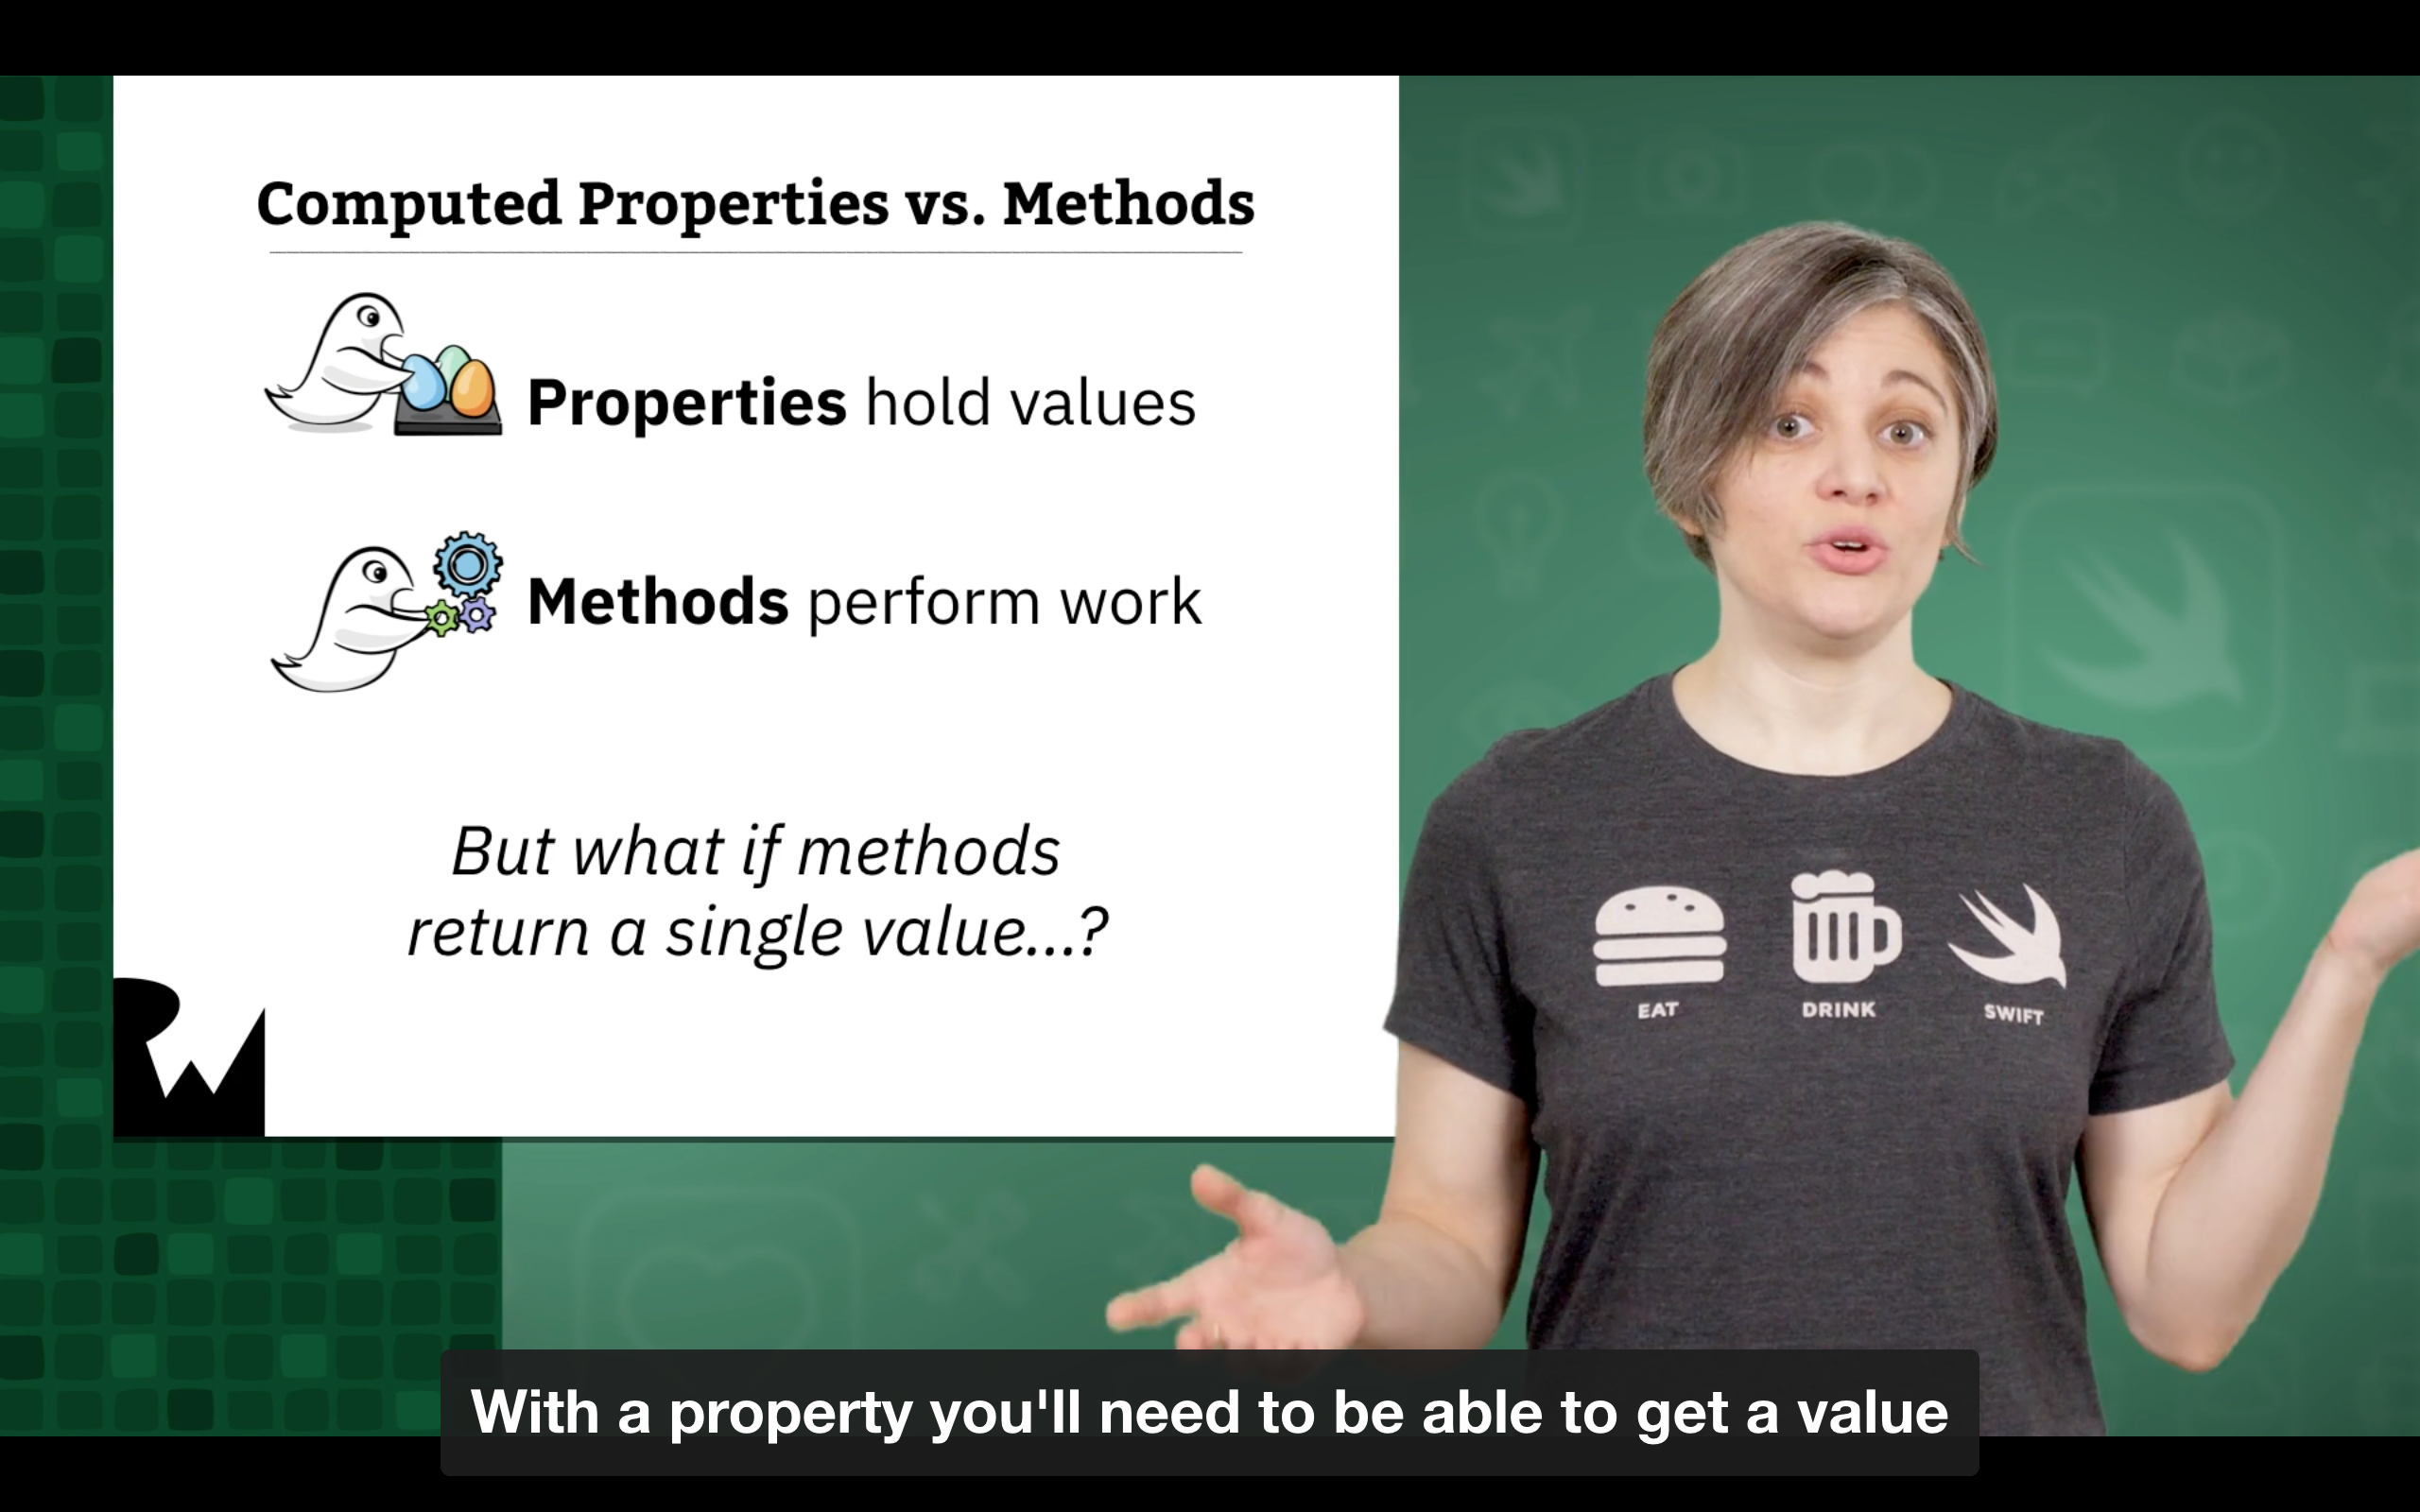 Computed Properties vs. Methods
Properties hold values
Methods perform work
But what if methods
return a single value...?
RW
EAT
DRINK
SWIFT
With a property you'll need to be able to get a value